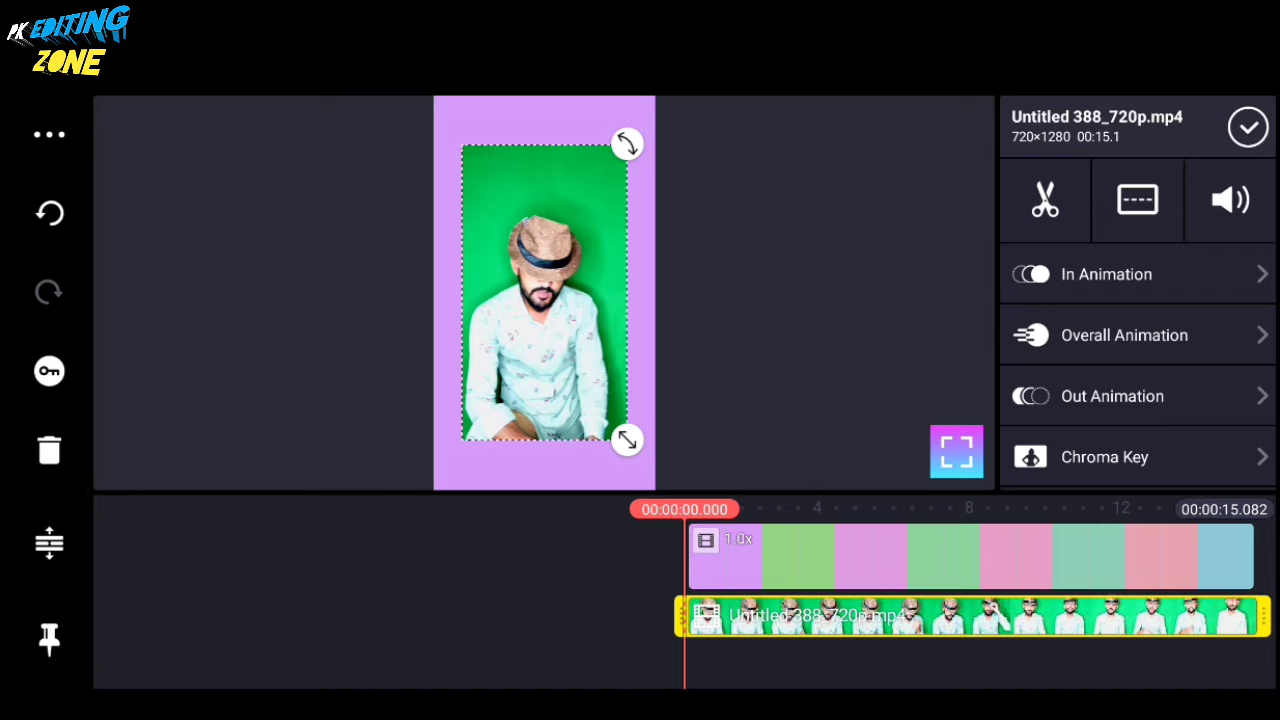 PK EDITING
ZONE
Untitled 388_720p.mp4
720×1280 00:15.1
In Animation
Overall Animation
Out Animation
Chroma Key
00:00:00.000
4
8
12
00:00:15.082
1.0x
Untitled 388_720p.mp4